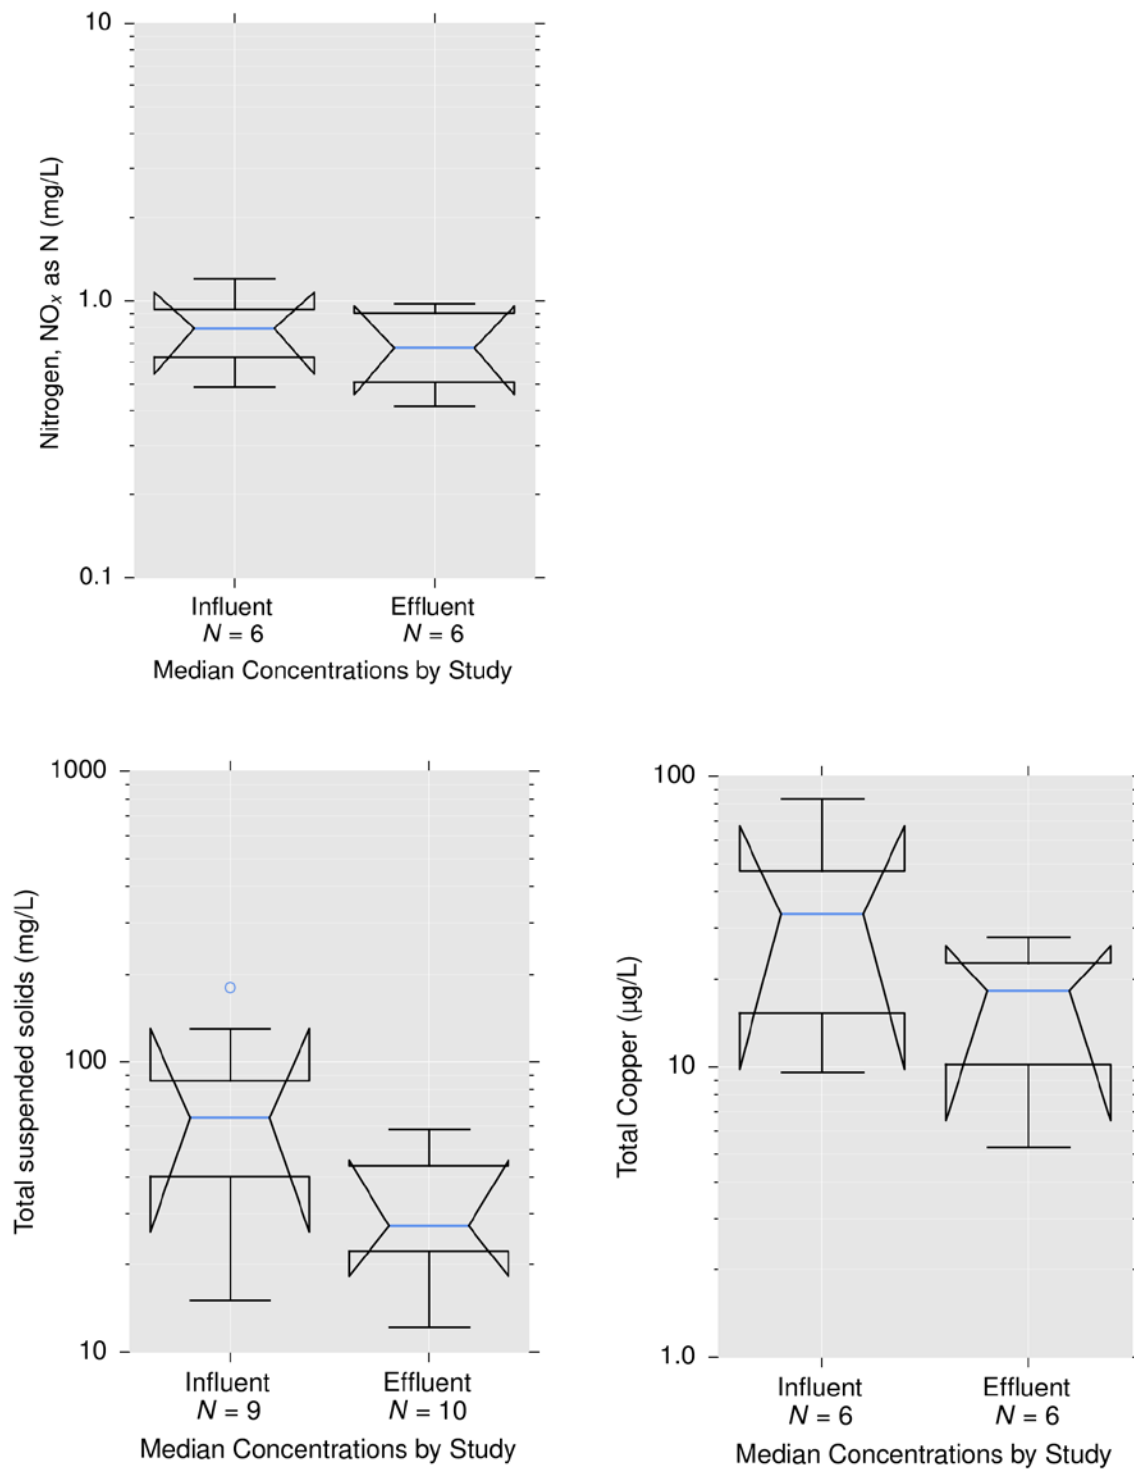 Nitrogen, NOx as N (mg/L)
10
1.0
0.1
Influent
N = 6
Effluent
N = 6
Median Concentrations by Study
Total suspended solids (mg/L)
1000
100
10
Influent
N = 9
Effluent
N = 10
Median Concentrations by Study
Total Copper (µg/L)
100
10
1.0
Influent
N = 6
Effluent
N = 6
Median Concentrations by Study